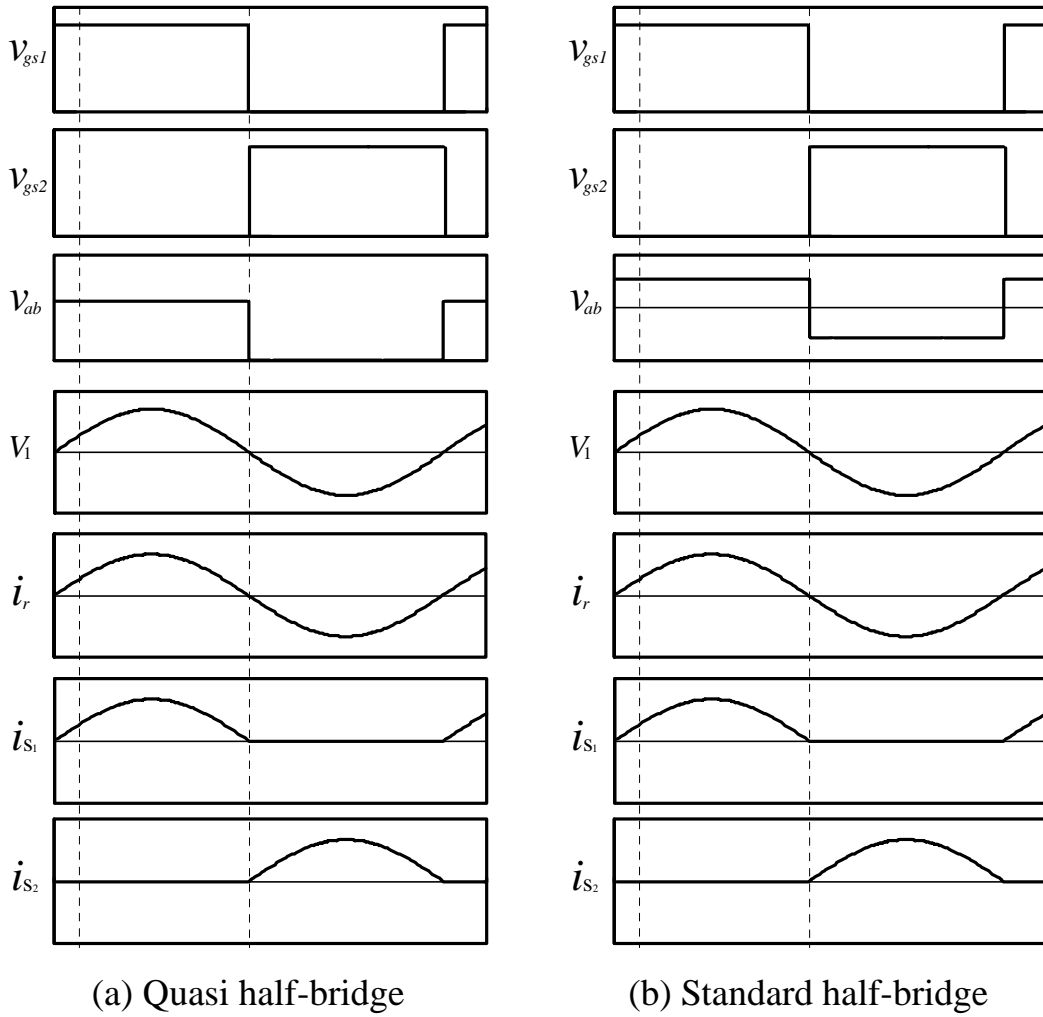 vgs1
vgs2
vab
V1
ir
iS1
iS2
(a) Quasi half-bridge
vgs1
vgs2
vab
V1
ir
iS1
iS2
(b) Standard half-bridge